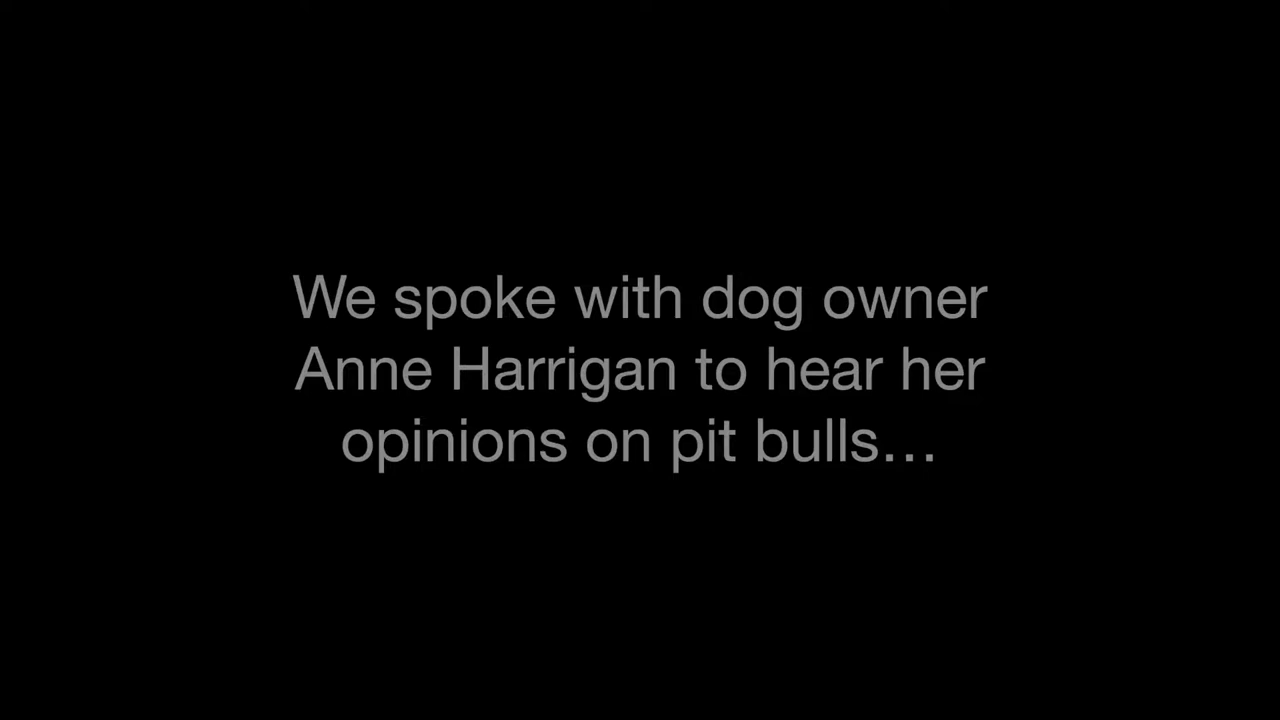 We spoke with dog owner
Anne Harrigan to hear her
opinions on pit bulls…